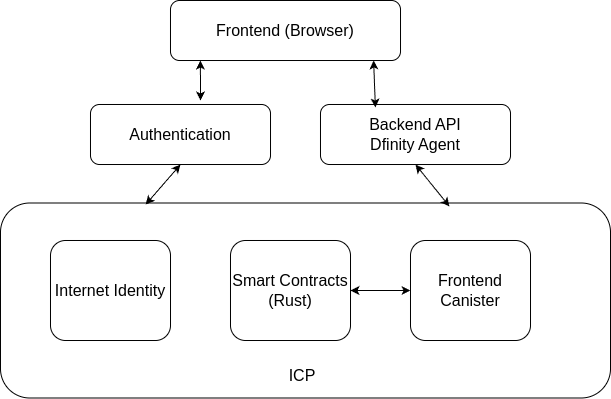 Frontend (Browser)
Authentication
Backend API
Dfinity Agent
Internet Identity
Smart Contracts
(Rust)
Frontend
Canister
ICP